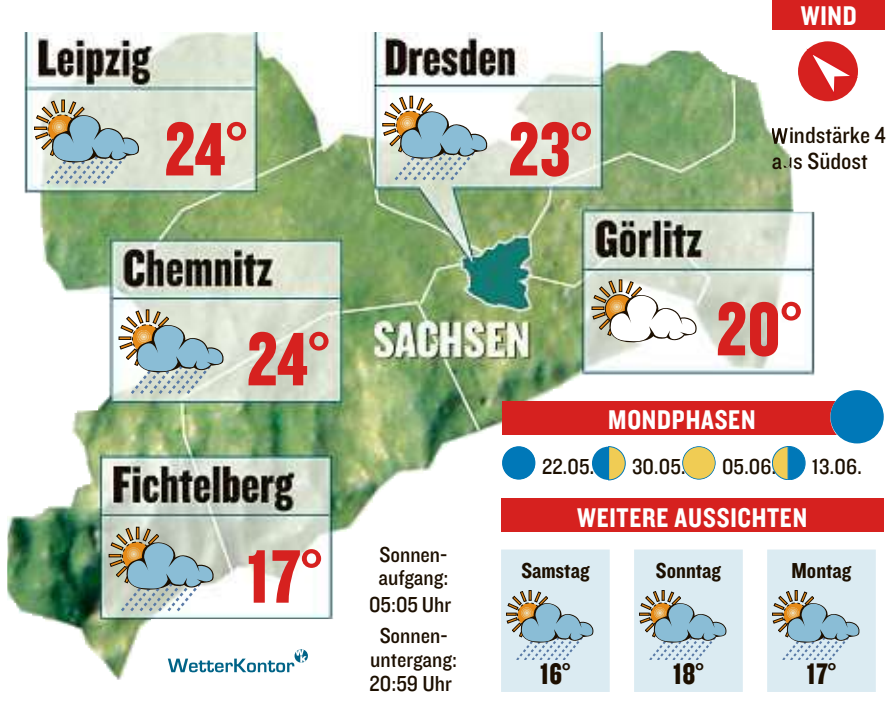 Leipzig
24°
Dresden
23°
WIND
Windstärke 4
aus Südost
Chemnitz
24°
Görlitz
20°
SACHSEN
Fichtelberg
17°
MONDPHASEN
22.05.
30.05.
05.06.
13.06.
WEITERE AUSSICHTEN
Samstag
16°
Sonntag
18°
Montag
17°
Sonnen-
aufgang:
05:05 Uhr
Sonnen-
untergang:
20:59 Uhr
WetterKontor